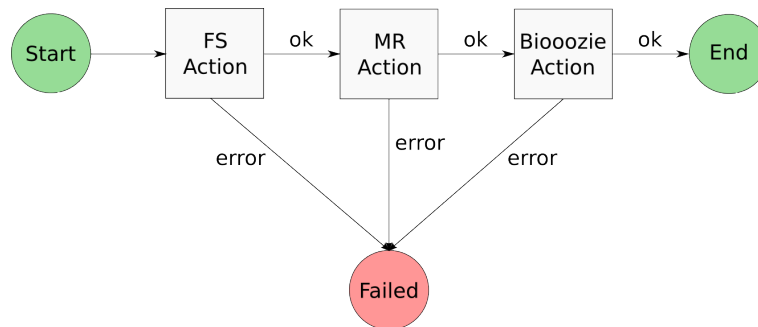 Start
FS
Action
ok
MR
Action
ok
Biooozie
Action
ok
End
error
error
error
Failed